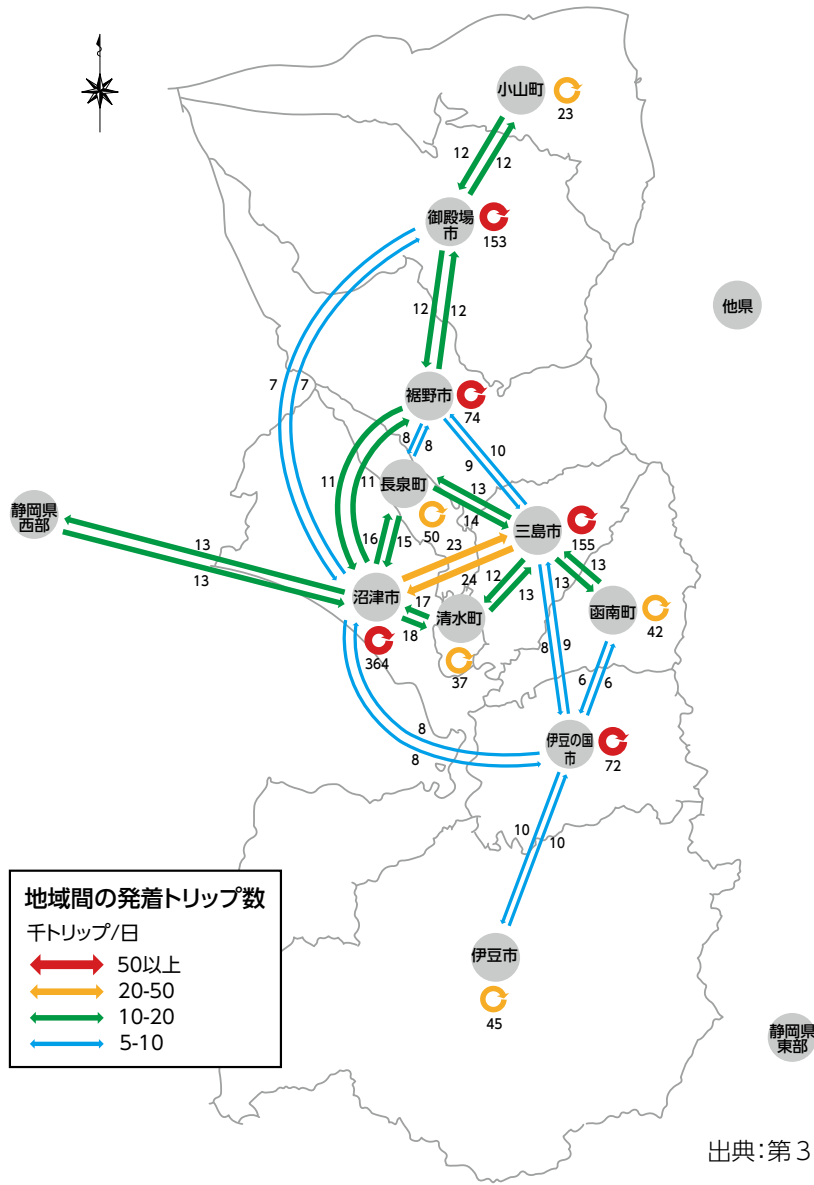 小山町
23
12
12
御殿場
市
153
12
12
他県
7
7
裾野市
74
8
8
10
9
11
11
長泉町
50
13
14
静岡県
西部
三島市
155
16
15
23
24
13
13
12
13
13
13
沼津市
364
17
18
清水町
37
函南町
42
8
9
6
6
8
8
伊豆の国
市
72
10
10
伊豆市
45
静岡県
東部
地域間の発着トリップ数
千トリップ/日
50以上
20-50
10-20
5-10
出典:第3